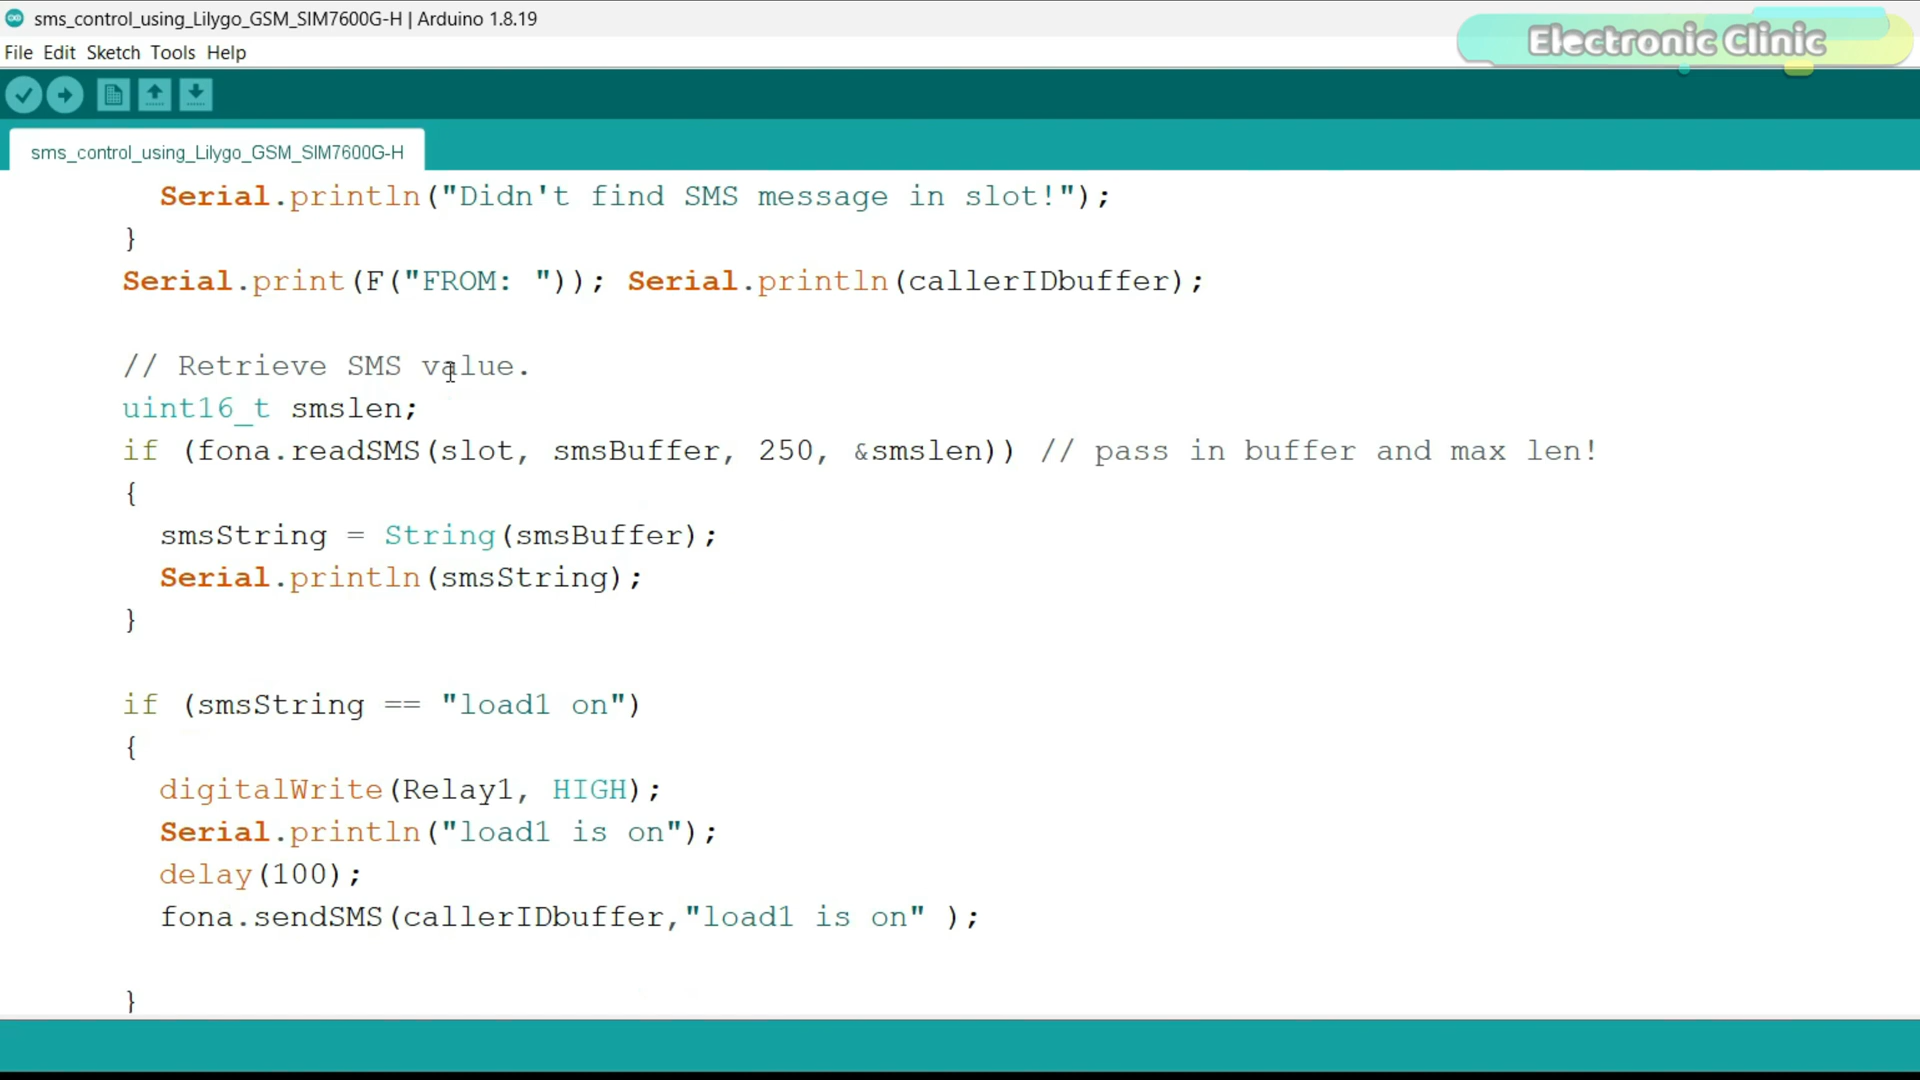 sms_control_using_Lilygo_GSM_SIM7600G-H | Arduino 1.8.19
Electronic Clinic
File Edit Sketch Tools Help
sms_control_using_Lilygo_GSM_SIM7600G-H
Serial.println("Didn't find SMS message in slot!");
}
Serial.print(F("FROM: ")); Serial.println(callerIDbuffer);
// Retrieve SMS value.
uint16_t smslen;
if (fona.readSMS(slot, smsBuffer, 250, &smslen)) // pass in buffer and max len!
{
smsString = String(smsBuffer);
Serial.println(smsString);
}
if (smsString == "load1 on")
{
digitalWrite(Relay1, HIGH);
Serial.println("load1 is on");
delay(100);
fona.sendSMS(callerIDbuffer,"load1 is on" );
}